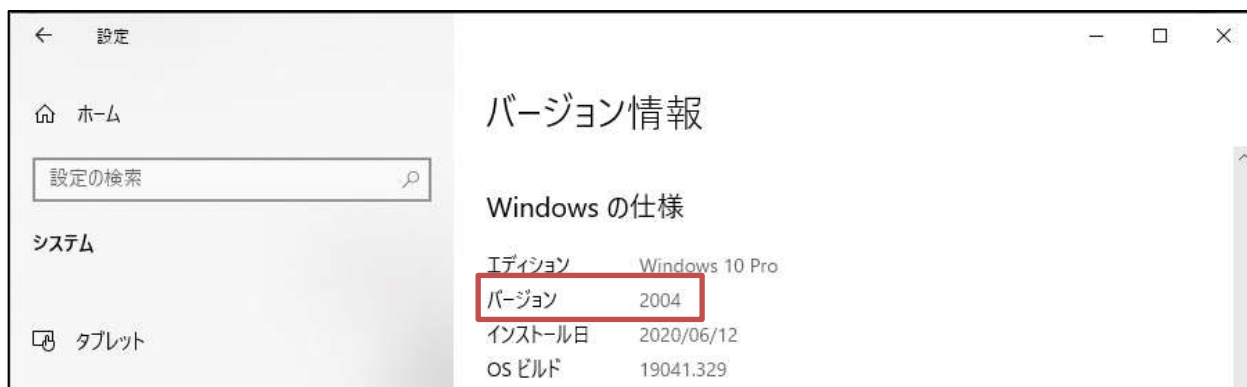 設定
ホーム
設定の検索
システム
タブレット
バージョン情報
Windows の仕様
エディション Windows 10 Pro
バージョン 2004
インストール日 2020/06/12
OS ビルド 19041.329